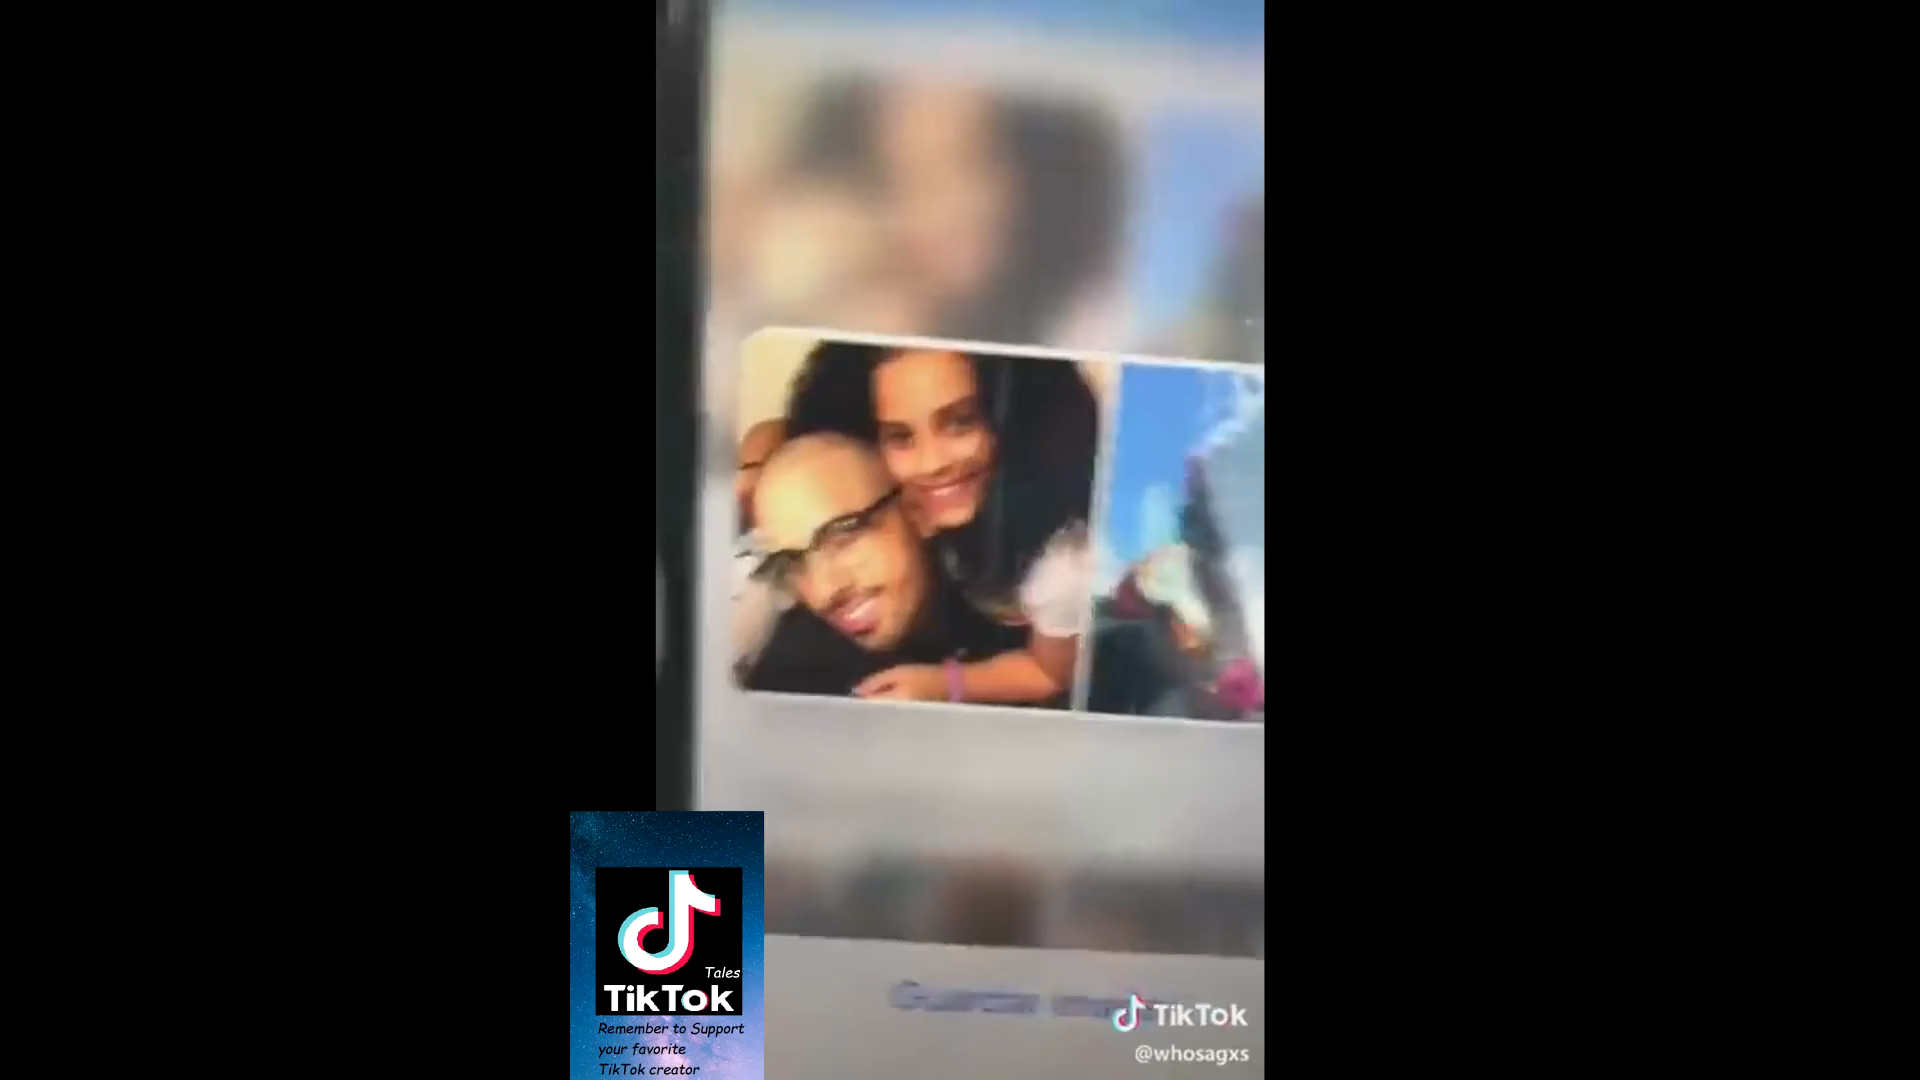 Tales
TikTok
Remember to Support
your favorite
TikTok creator
TikTok
@whosagxs